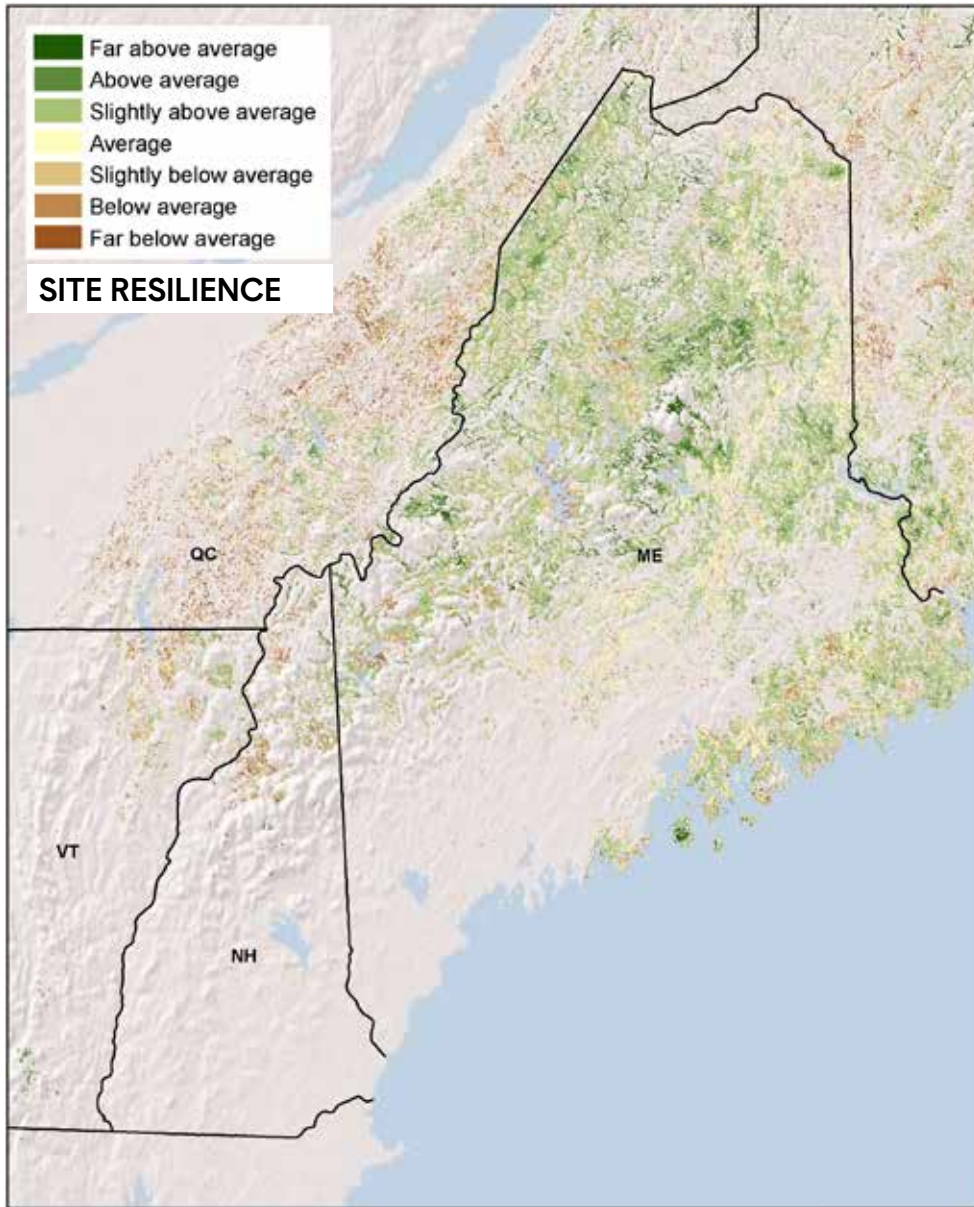 Far above average
Above average
Slightly above average
Average
Slightly below average
Below average
Far below average
SITE RESILIENCE
QC
ME
VT
NH